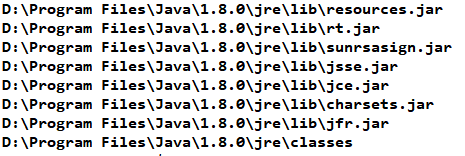 D:\Program Files\Java\1.8.0\jre\lib\resources.jar
D:\Program Files\Java\1.8.0\jre\lib\rt.jar
D:\Program Files\Java\1.8.0\jre\lib\sunrsasign.jar
D:\Program Files\Java\1.8.0\jre\lib\jsse.jar
D:\Program Files\Java\1.8.0\jre\lib\jce.jar
D:\Program Files\Java\1.8.0\jre\lib\charsets.jar
D:\Program Files\Java\1.8.0\jre\lib\jfr.jar
D:\Program Files\Java\1.8.0\jre\classes